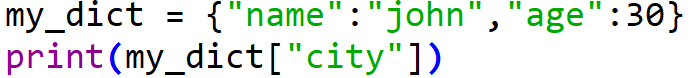 my_dict = {"name":"john","age":30}
print(my_dict["city"])